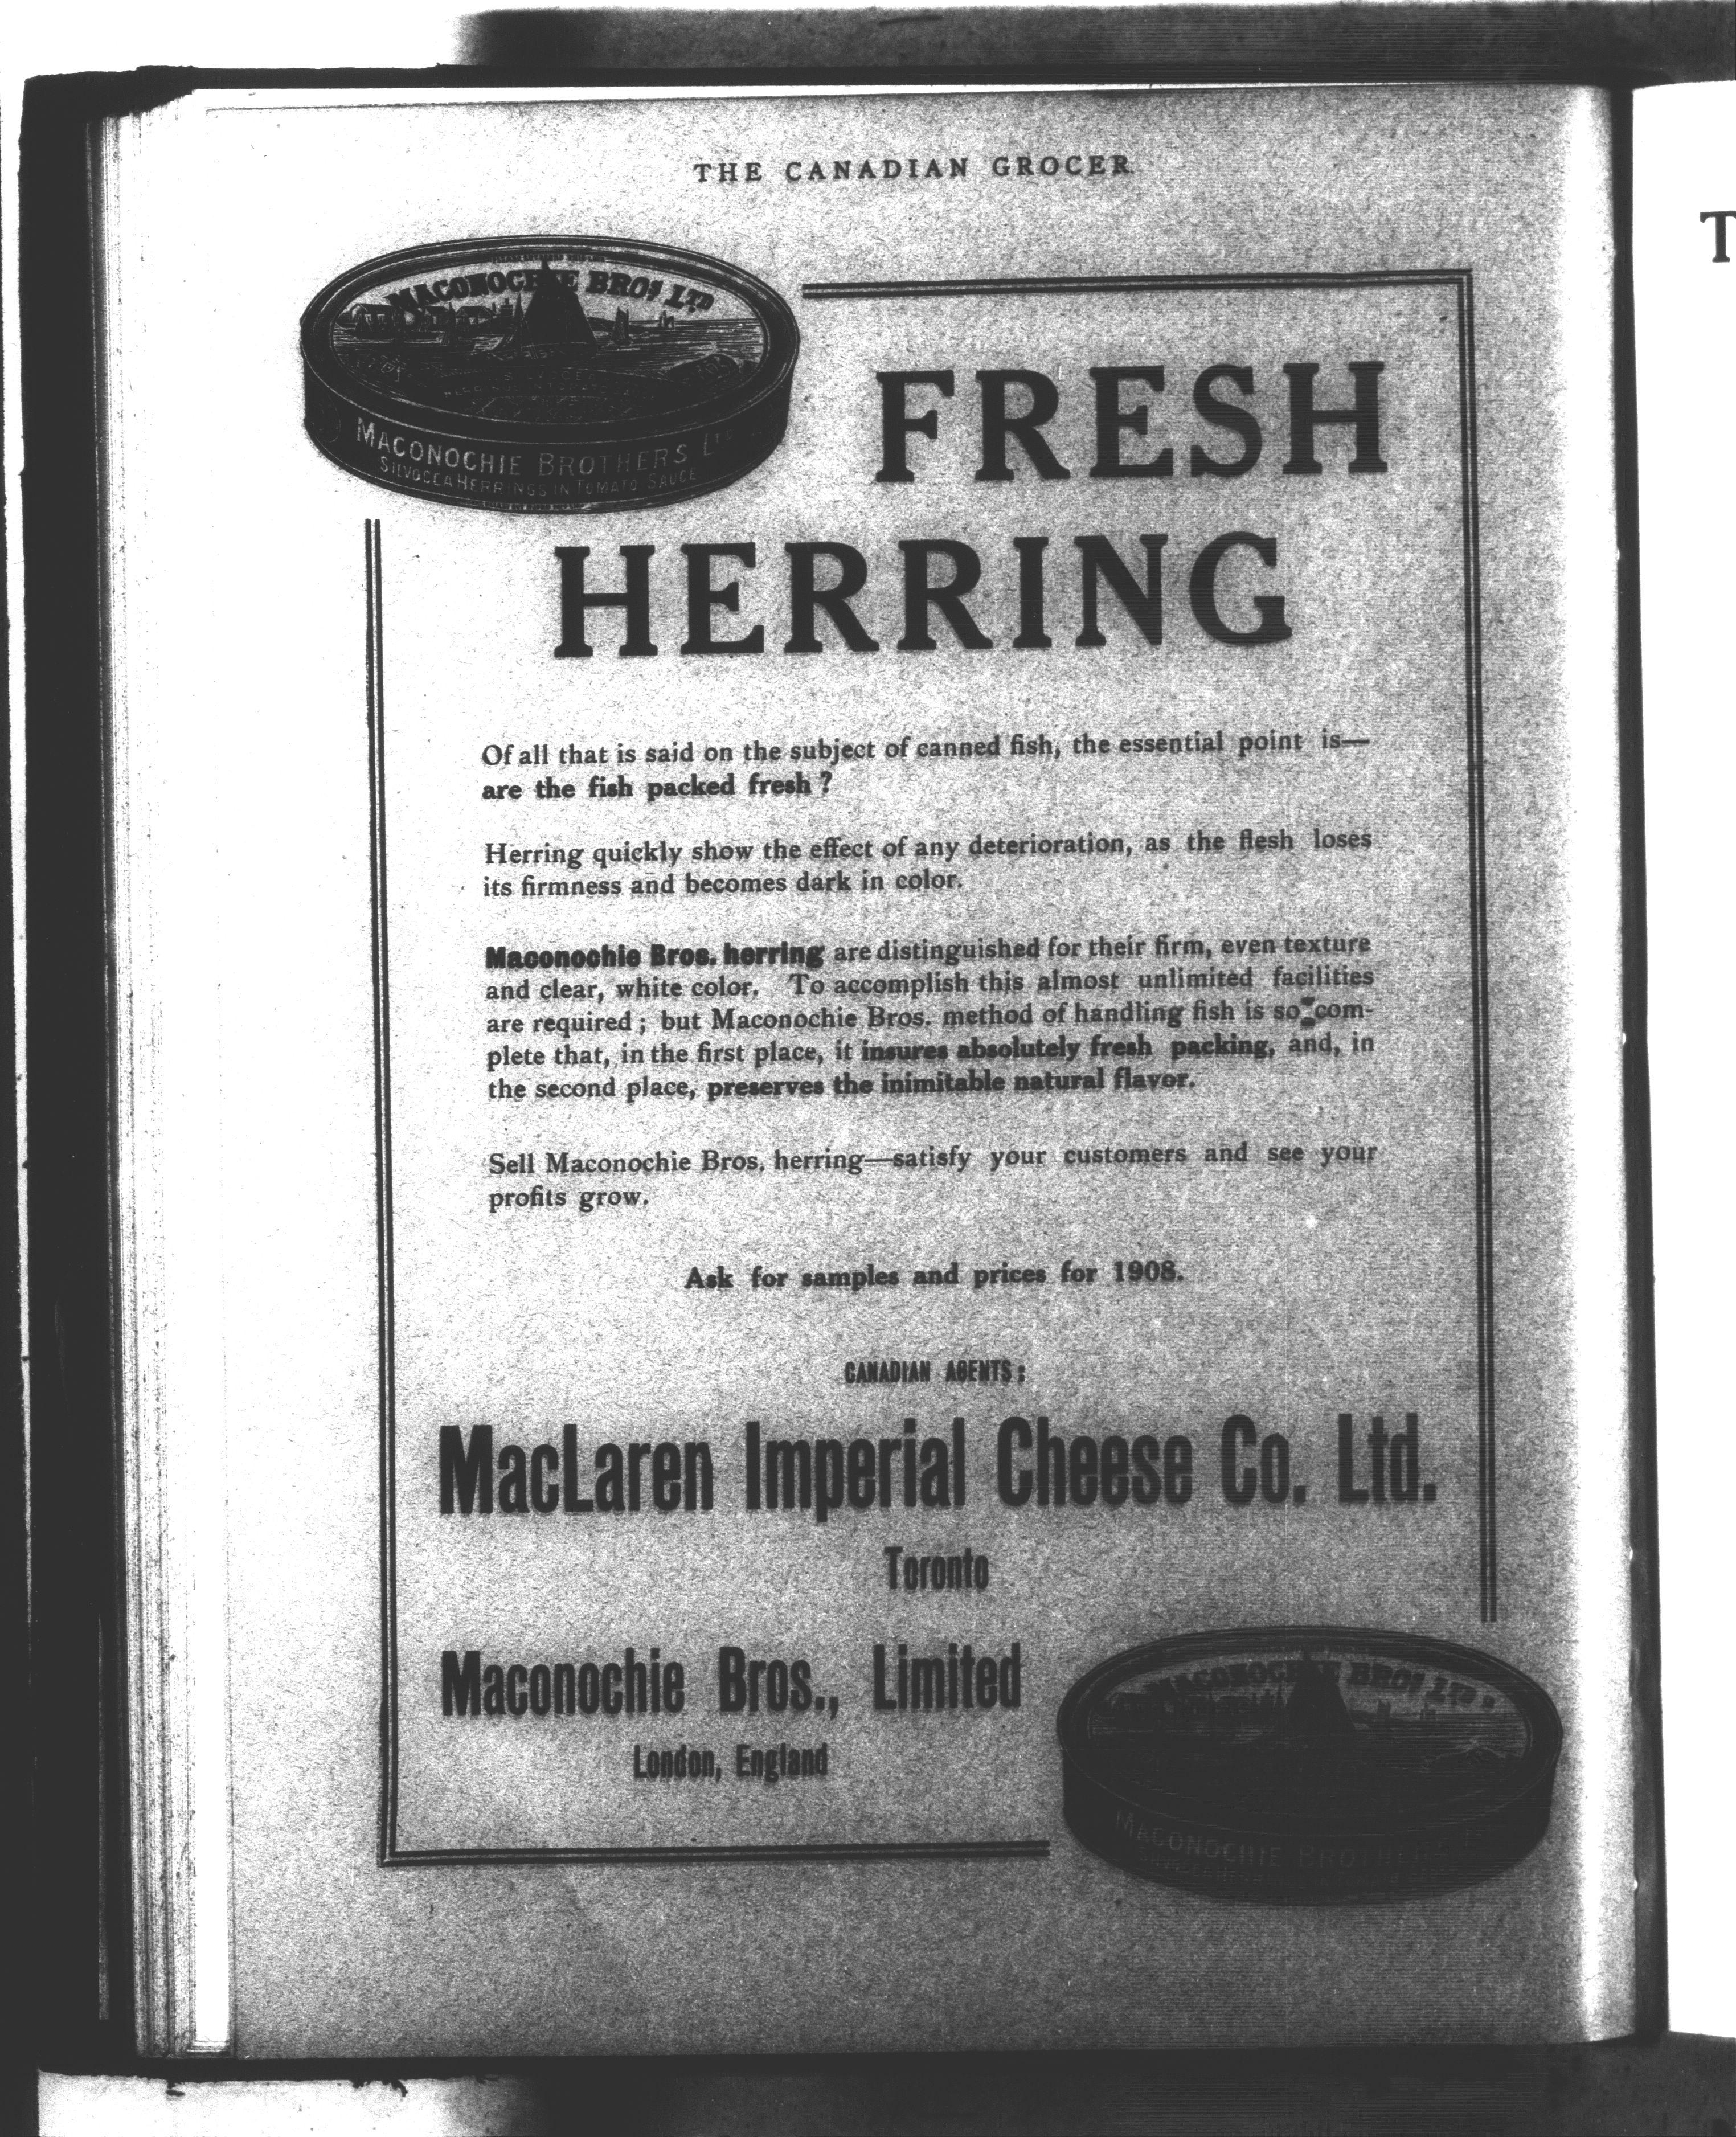 THE CANADIAN GROCER
MACONOCHIE BROS LTD
MACONOCHIE BROTHERS LTD
SILVOCEA HERRINGS IN TOMATO SAUCE
FRESH
HERRING
Of all that is said on the subject of canned fish, the essential point is—
are the fish packed fresh ?
Herring quickly show the effect of any deterioration, as the flesh loses
its firmness and becomes dark in color.
Maconochie Bros. herring are distinguished for their firm, even texture
and clear, white color. To accomplish this almost unlimited facilities
are required ; but Maconochie Bros. method of handling fish is so com-
plete that, in the first place, it insures absolutely fresh packing, and, in
the second place, preserves the inimitable natural flavor.
Sell Maconochie Bros. herring—satisfy your customers and see your
profits grow.
Ask for samples and prices for 1908.
CANADIAN AGENTS :
MacLaren Imperial Cheese Co. Ltd.
Toronto
Maconochie Bros., Limited
London, England
MACONOCHIE BROS LTD
MACONOCHIE BROTHERS
T